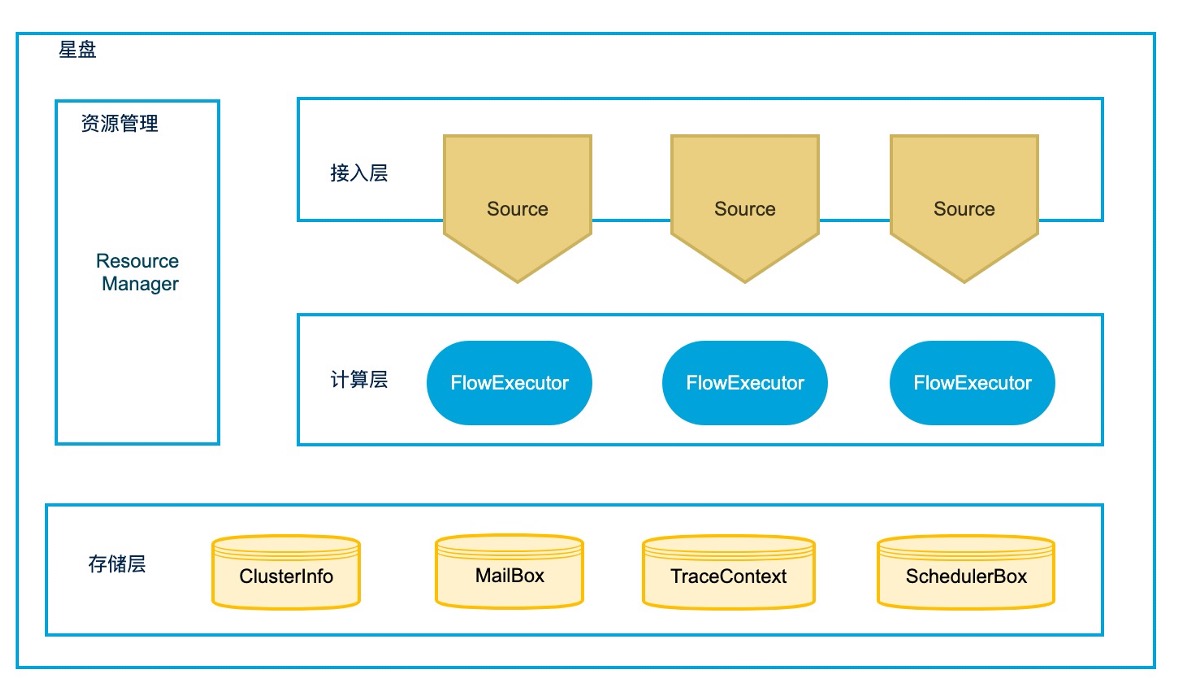 星盘
资源管理
Resource
Manager
接入层
Source
Source
Source
计算层
FlowExecutor
FlowExecutor
FlowExecutor
存储层
ClusterInfo
MailBox
TraceContext
SchedulerBox